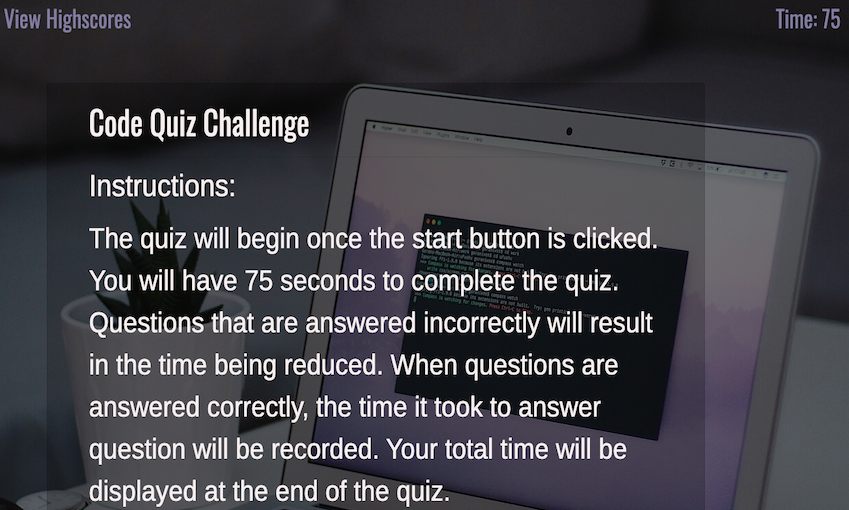 View Highscores
Time: 75
Code Quiz Challenge
Instructions:
The quiz will begin once the start button is clicked.
You will have 75 seconds to complete the quiz.
Questions that are answered incorrectly will result
in the time being reduced. When questions are
answered correctly, the time it took to answer
question will be recorded. Your total time will be
displayed at the end of the quiz.